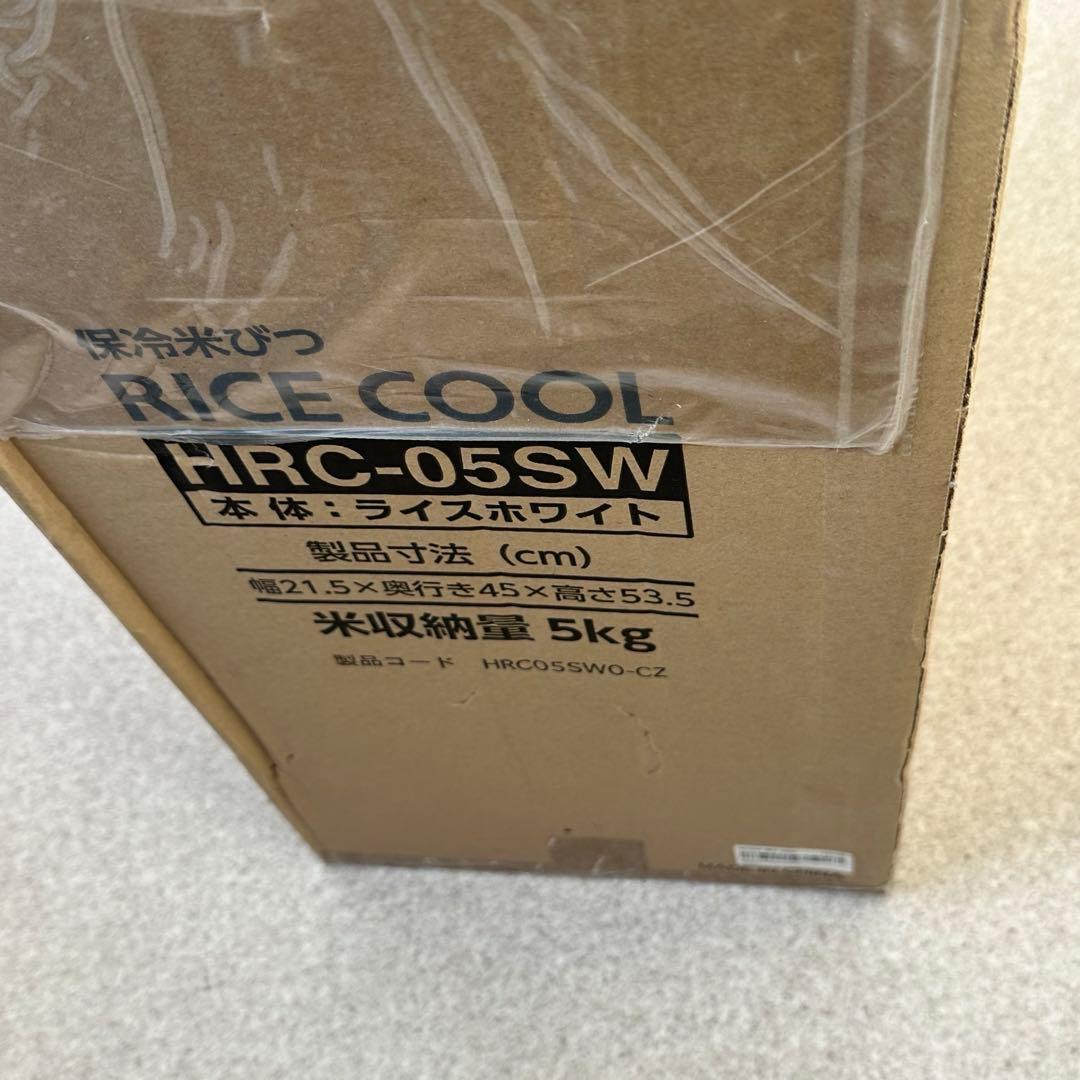 保冷米びつ
RICE COOL
HRC-05SW
本体：ライスホワイト
製品寸法 (cm)
幅21.5×奥行き45×高さ53.5
米収納量 5kg
製品コード HRC05SW0-CZ